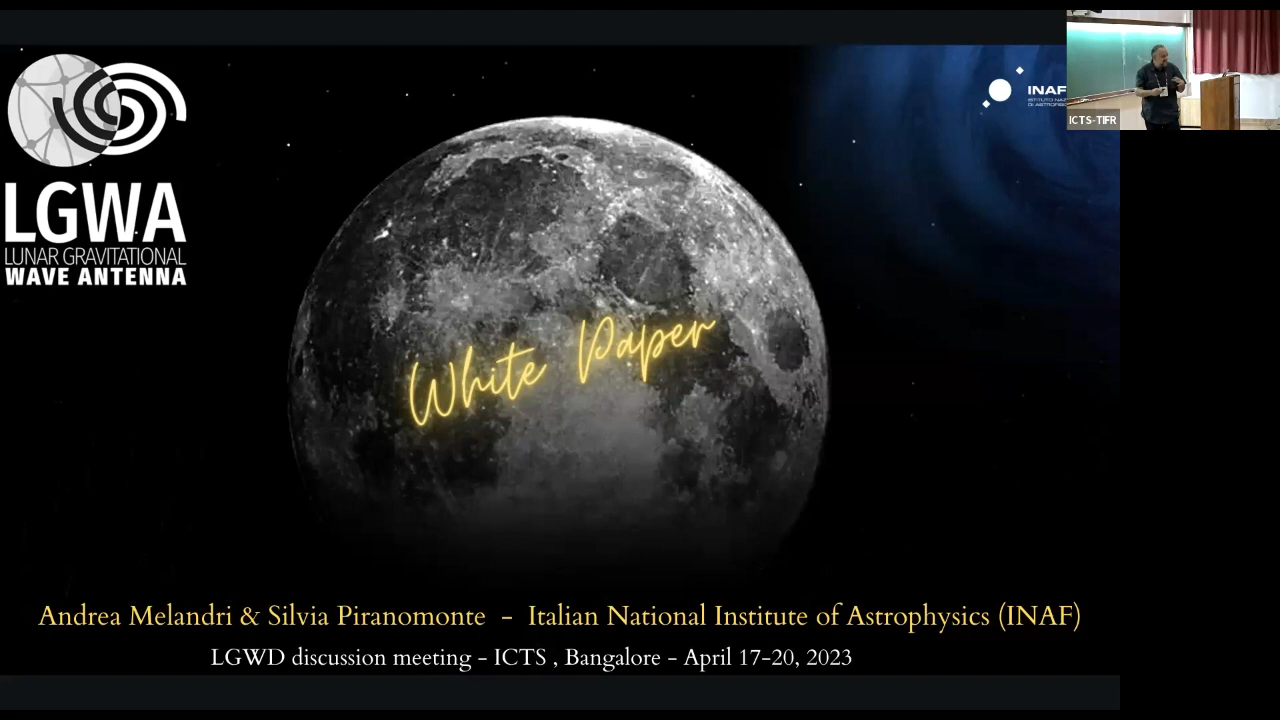 LGWA
LUNAR GRAVITATIONAL
WAVE ANTENNA
INAF
ICTS-TIFR
White Paper
Andrea Melandri & Silvia Piranomonte - Italian National Institute of Astrophysics (INAF)
LGWD discussion meeting - ICTS , Bangalore - April 17-20, 2023